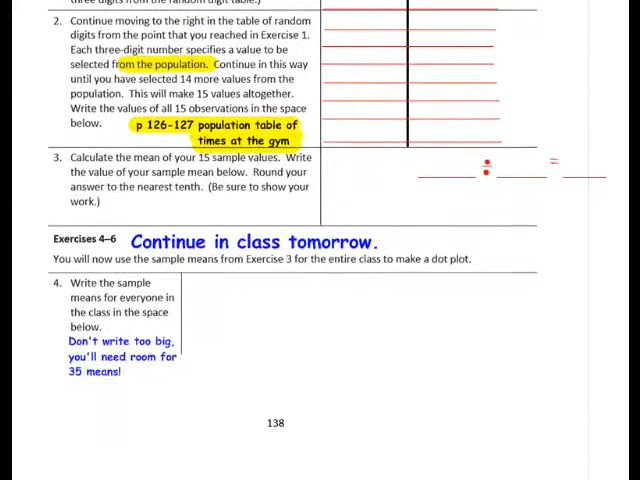 three digits from the random digit table.)
2. Continue moving to the right in the table of random
digits from the point that you reached in Exercise 1.
Each three-digit number specifies a value to be
selected from the population. Continue in this way
until you have selected 14 more values from the
population. This will make 15 values altogether.
Write the values of all 15 observations in the space
below.
p 126-127 population table of
times at the gym
3. Calculate the mean of your 15 sample values. Write
the value of your sample mean below. Round your
answer to the nearest tenth. (Be sure to show your
work.)
÷ =
Exercises 4–6 Continue in class tomorrow.
You will now use the sample means from Exercise 3 for the entire class to make a dot plot.
4. Write the sample
means for everyone in
the class in the space
below.
Don't write too big,
you'll need room for
35 means!
138